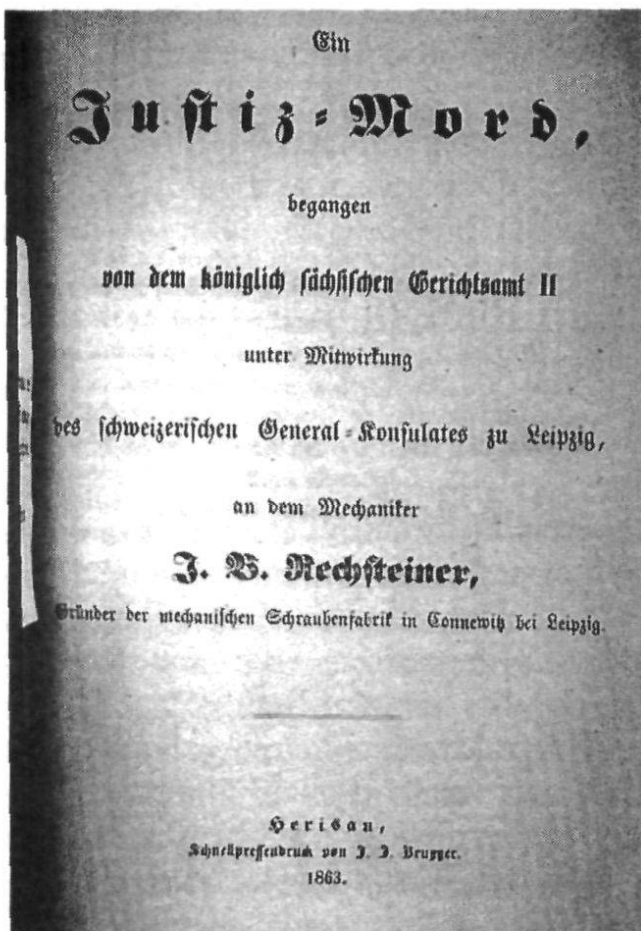 Ein
Justiz-Mord,
begangen
von dem königlich sächsischen Gerichtsamt II
unter Mitwirkung
des schweizerischen General-Konsulates zu Leipzig,
an dem Mechaniker
J. B. Rechsteiner,
Gründer der mechanischen Schraubenfabrik in Connewitz bei Leipzig.
Herisau,
Schnellpressendruck von J. J. Brugger.
1863.